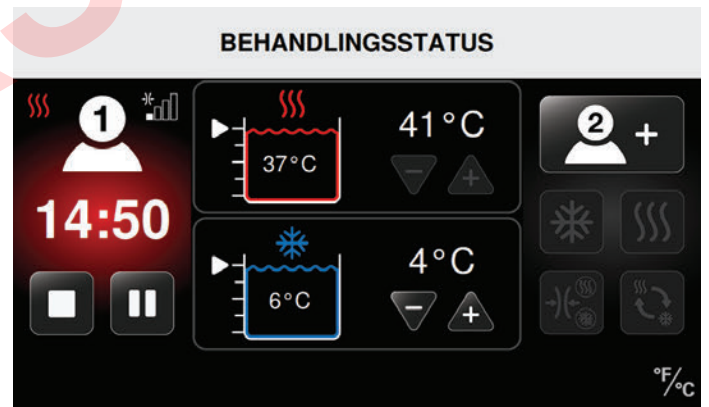 BEHANDLINGSSTATUS
1
14:50
41°C
37°C
4°C
6°C
2 +
°F/°C